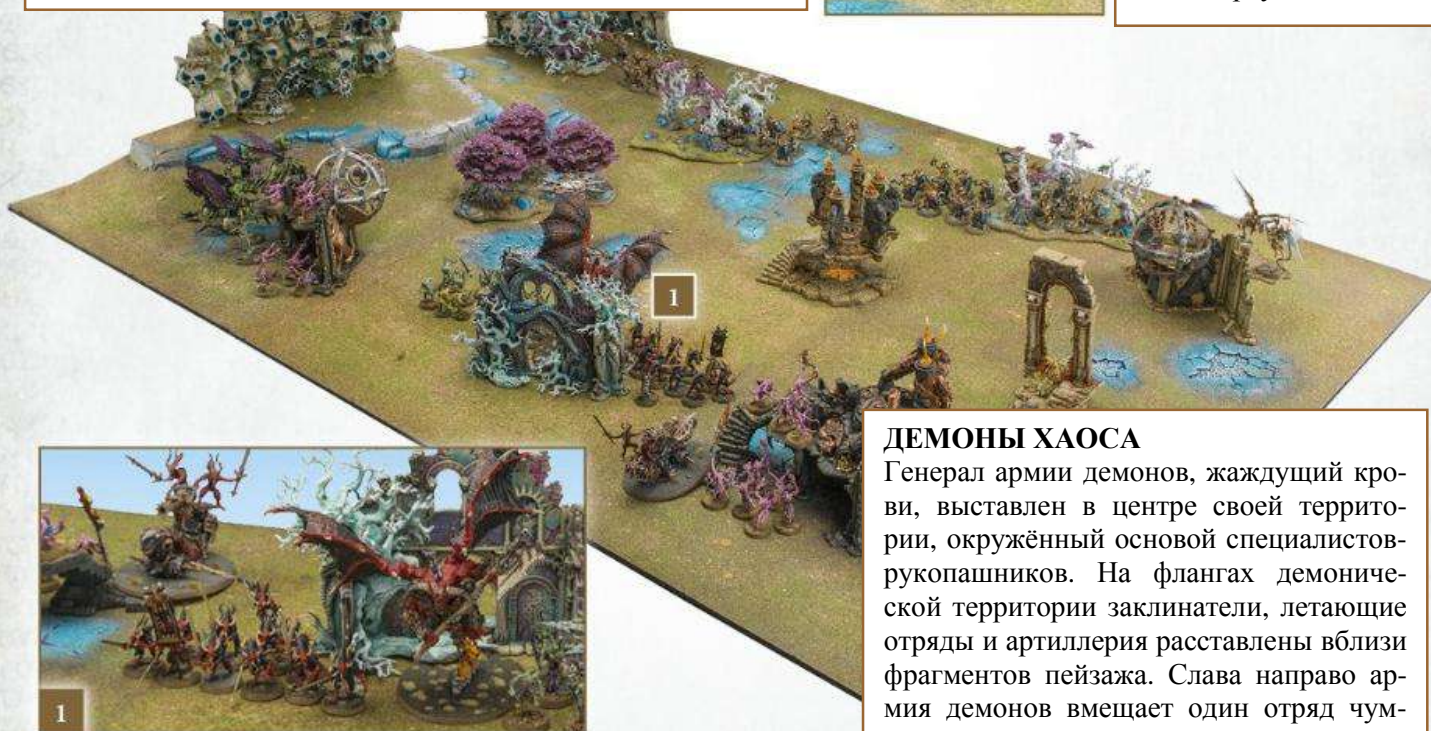 1
1
ДЕМОНЫ ХАОСА
Генерал армии демонов, жаждущий кро-
ви, выставлен в центре своей террито-
рии, окружённый основой специалистов-
рукопашников. На флангах демониче-
ской территории заклинатели, летающие
отряды и артиллерия расставлены вблизи
фрагментов пейзажа. Слава направо ар-
мия демонов вмещает один отряд чум-